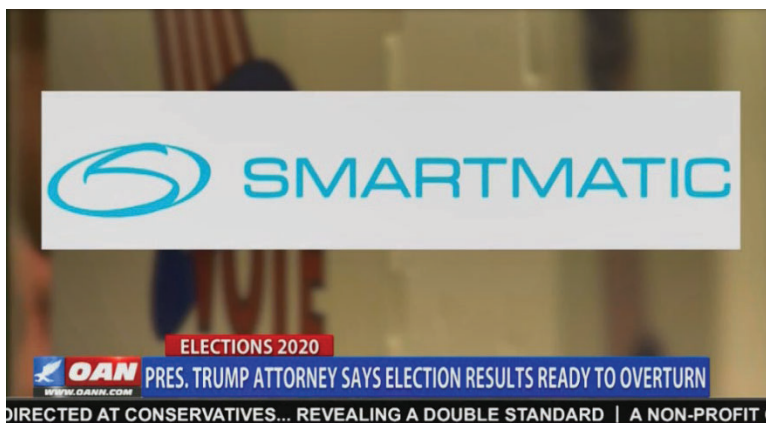 SMARTMATIC
VOTE
ELECTIONS 2020
OAN
WWW.OANN.COM
PRES. TRUMP ATTORNEY SAYS ELECTION RESULTS READY TO OVERTURN
DIRECTED AT CONSERVATIVES... REVEALING A DOUBLE STANDARD | A NON-PROFIT